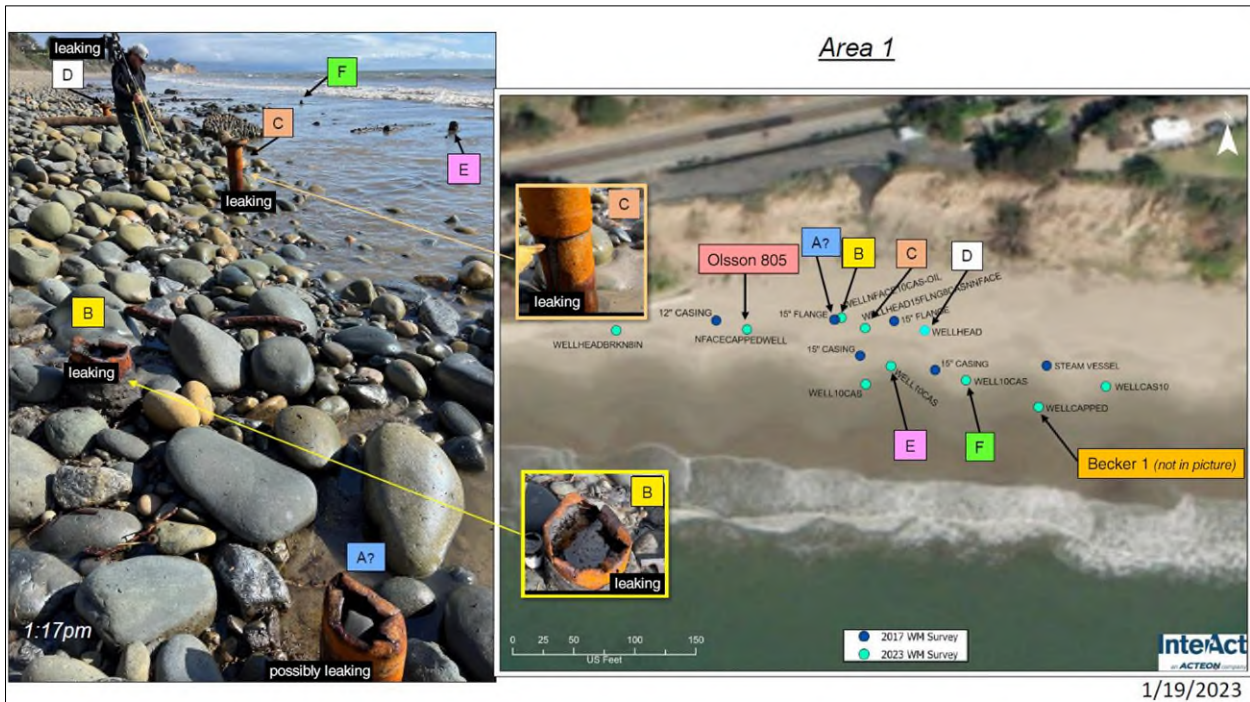 Area 1
leaking
D
F
C
E
leaking
B
leaking
A?
1:17pm
possibly leaking
C
leaking
B
leaking
N
Olsson 805
A?
B
C
D
WELLNFACE10CAS-OIL
WELLHEAD15FLNG8CASNNFACE
12" CASING
15" FLANGE
15" FLANGE
WELLHEADBRKN8IN
NFACECAPPEDWELL
WELLHEAD
15" CASING
15" CASING
STEAM VESSEL
WELL10CAS
WELL10CAS
WELL10CAS
WELLCAS10
WELLCAPPED
E
F
Becker 1 (not in picture)
0 25 50 100 150
US Feet
2017 WM Survey
2023 WM Survey
InterAct
an ACTEON company
1/19/2023